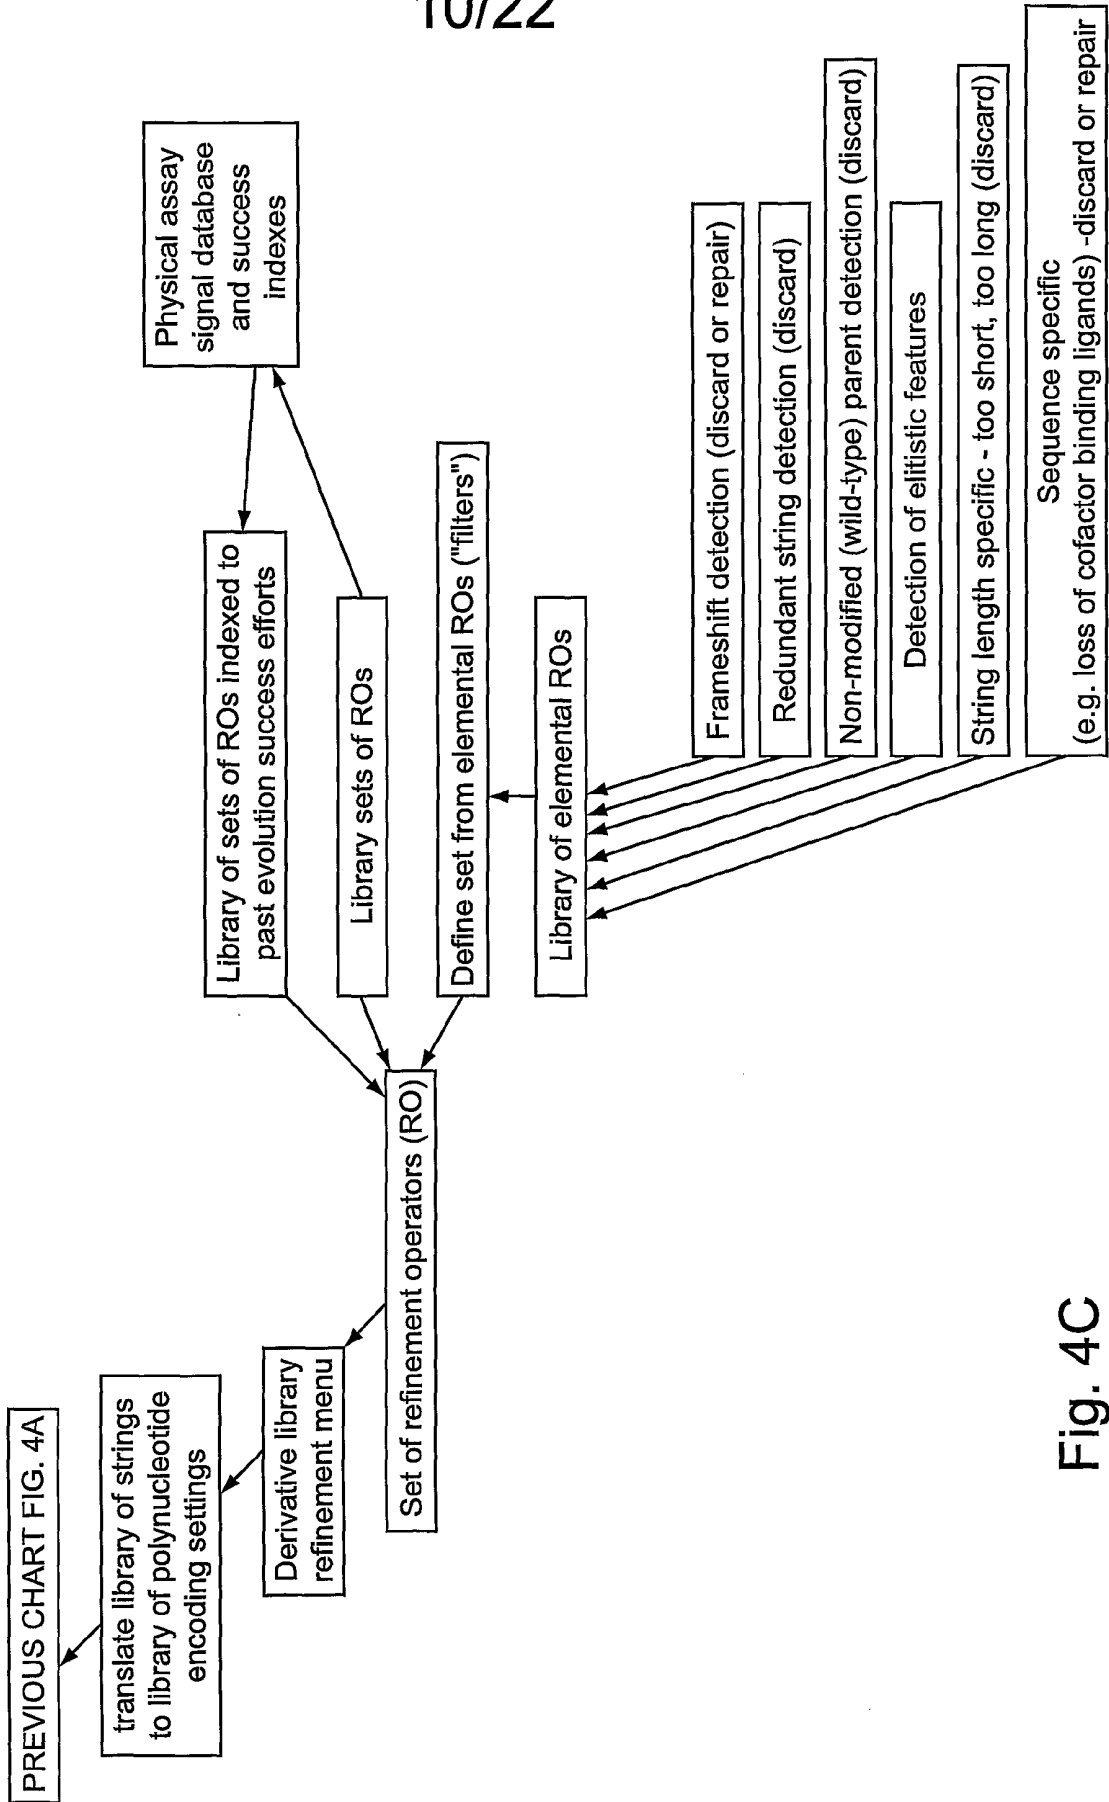 10/22
PREVIOUS CHART FIG. 4A
translate library of strings
to library of polynucleotide
encoding settings
Derivative library
refinement menu
Set of refinement operators (RO)
Library of sets of ROs indexed to
past evolution success efforts
Physical assay
signal database
and success
indexes
Library sets of ROs
Define set from elemental ROs ("filters")
Library of elemental ROs
Frameshift detection (discard or repair)
Redundant string detection (discard)
Non-modified (wild-type) parent detection (discard)
Detection of elitistic features
String length specific - too short, too long (discard)
Sequence specific
(e.g. loss of cofactor binding ligands) -discard or repair
Fig. 4C